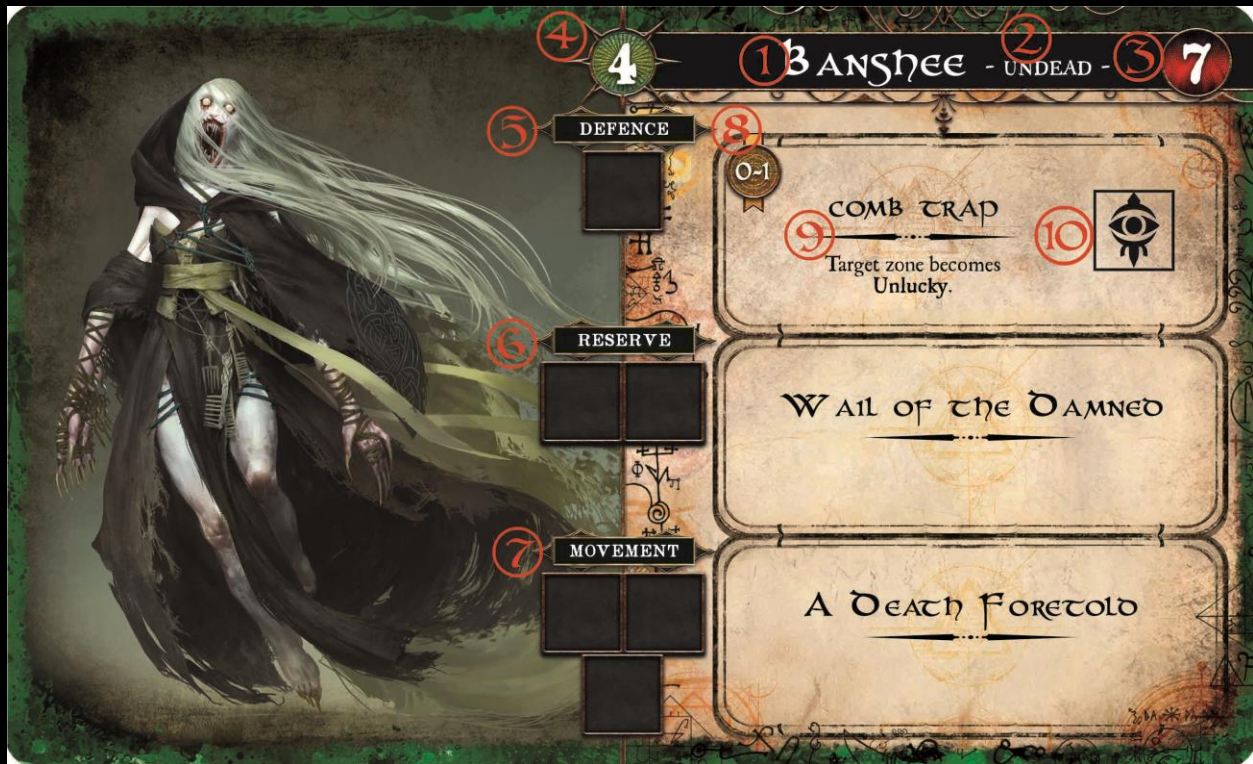 4
4
1
BANSHEE
2
- UNDEAD -
3
7
5
DEFENCE
8
0-1
COMB TRAP
9
10
Target zone becomes
Unlucky.
6
RESERVE
WAIL OF THE DAMNED
7
MOVEMENT
A DEATH FORETOLD